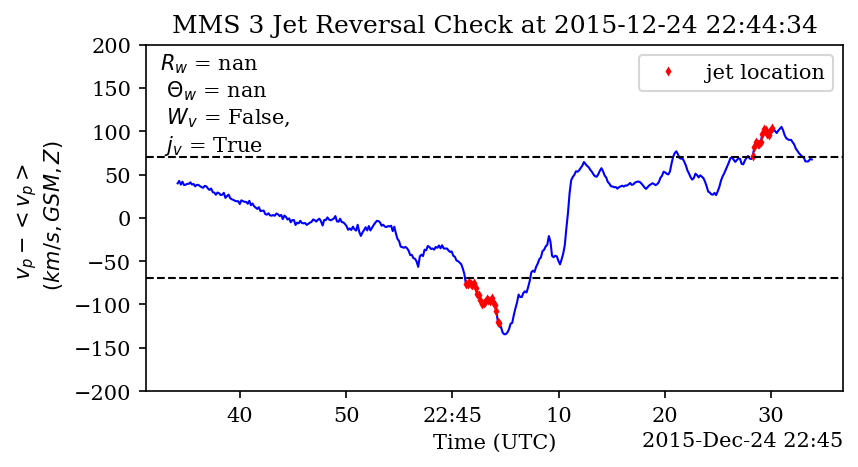 MMS 3 Jet Reversal Check at 2015-12-24 22:44:34
R_w = nan
Θ_w = nan
W_v = False,
j_v = True
jet location
v_p − <v_p>
(km/s, GSM, Z)
200
150
100
50
0
−50
−100
−150
−200
40 50 22:45 10 20 30
Time (UTC)
2015-Dec-24 22:45